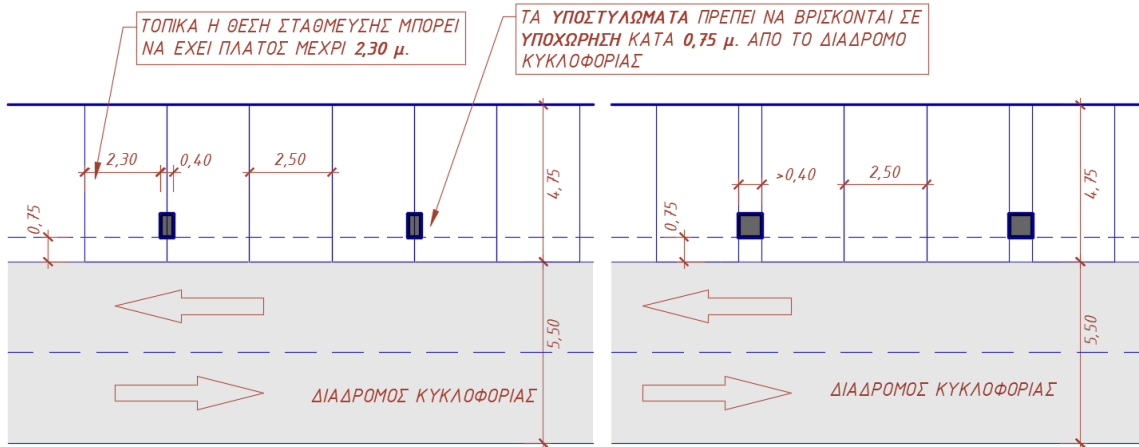 ΤΟΠΙΚΑ Η ΘΕΣΗ ΣΤΑΘΜΕΥΣΗΣ ΜΠΟΡΕΙ
ΝΑ ΕΧΕΙ ΠΛΑΤΟΣ ΜΕΧΡΙ 2,30 μ.
ΤΑ ΥΠΟΣΤΥΛΩΜΑΤΑ ΠΡΕΠΕΙ ΝΑ ΒΡΙΣΚΟΝΤΑΙ ΣΕ
ΥΠΟΧΩΡΗΣΗ ΚΑΤΑ 0,75 μ. ΑΠΟ ΤΟ ΔΙΑΔΡΟΜΟ
ΚΥΚΛΟΦΟΡΙΑΣ
2,30
0,40
2,50
4,75
0,75
5,50
ΔΙΑΔΡΟΜΟΣ ΚΥΚΛΟΦΟΡΙΑΣ
>0,40
2,50
4,75
0,75
5,50
ΔΙΑΔΡΟΜΟΣ ΚΥΚΛΟΦΟΡΙΑΣ